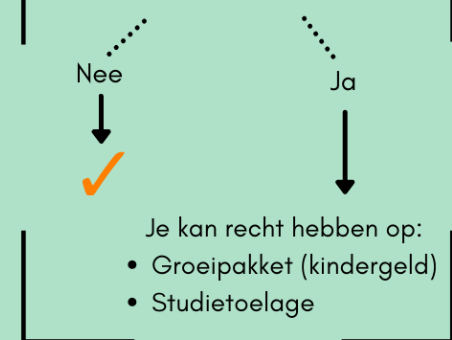 Nee
Ja
Je kan recht hebben op:
• Groeipakket (kindergeld)
• Studietoelage